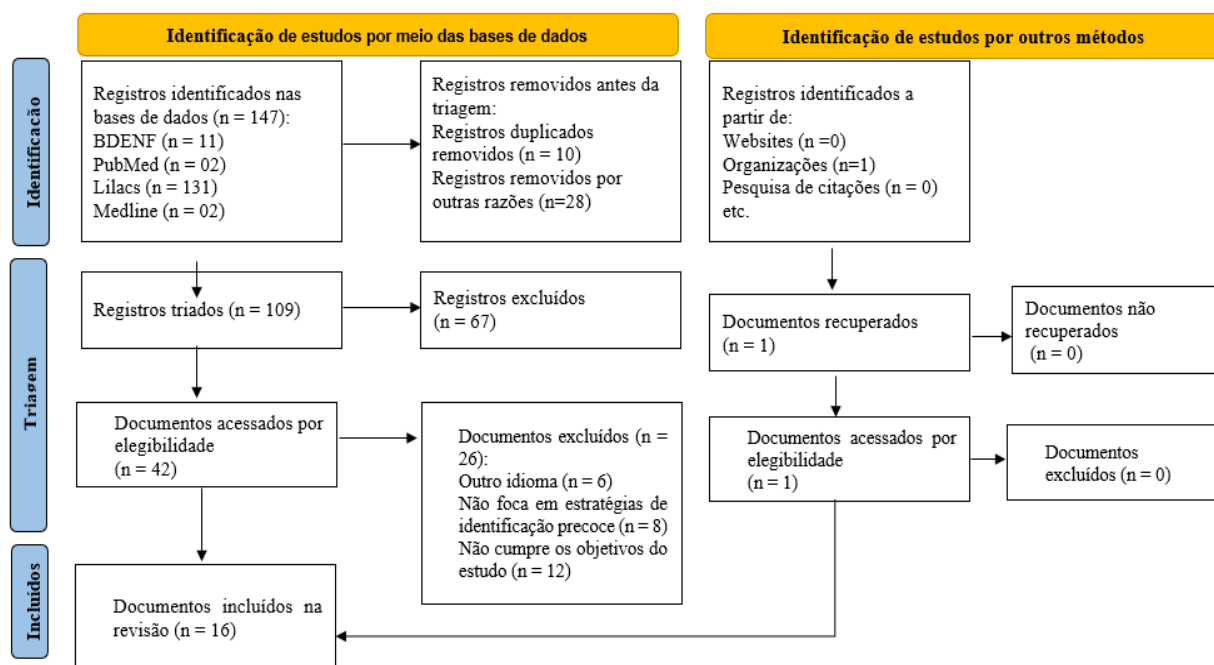 Identificação de estudos por meio das bases de dados
Identificação de estudos por outros métodos
Identificação
Registros identificados nas
bases de dados (n = 147):
BDENF (n = 11)
PubMed (n = 02)
Lilacs (n = 131)
Medline (n = 02)
Registros removidos antes da
triagem:
Registros duplicados
removidos (n = 10)
Registros removidos por
outras razões (n=28)
Registros identificados a
partir de:
Websites (n =0)
Organizações (n=1)
Pesquisa de citações (n = 0)
etc.
Triagem
Registros triados (n = 109)
Registros excluídos
(n = 67)
Documentos recuperados
(n = 1)
Documentos não
recuperados
(n = 0)
Documentos acessados por
elegibilidade
(n = 42)
Documentos excluídos (n =
26):
Outro idioma (n = 6)
Não foca em estratégias de
identificação precoce (n = 8)
Não cumpre os objetivos do
estudo (n = 12)
Documentos acessados por
elegibilidade
(n = 1)
Documentos
excluídos (n = 0)
Incluídos
Documentos incluídos na
revisão (n = 16)